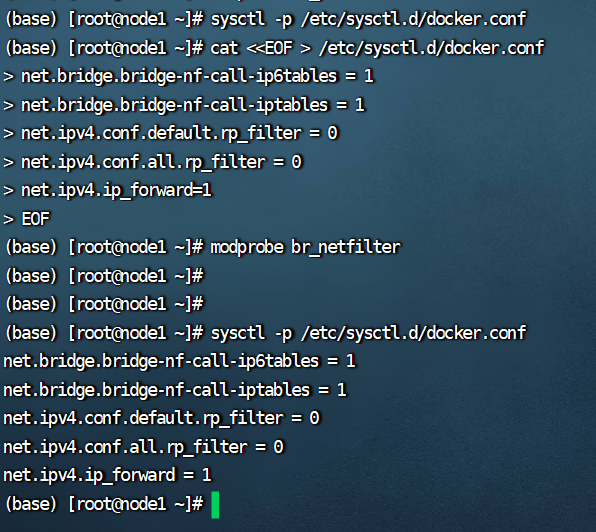 (base) [root@node1 ~]# sysctl -p /etc/sysctl.d/docker.conf
(base) [root@node1 ~]# cat <<EOF > /etc/sysctl.d/docker.conf
> net.bridge.bridge-nf-call-ip6tables = 1
> net.bridge.bridge-nf-call-iptables = 1
> net.ipv4.conf.default.rp_filter = 0
> net.ipv4.conf.all.rp_filter = 0
> net.ipv4.ip_forward=1
> EOF
(base) [root@node1 ~]# modprobe br_netfilter
(base) [root@node1 ~]#
(base) [root@node1 ~]#
(base) [root@node1 ~]# sysctl -p /etc/sysctl.d/docker.conf
net.bridge.bridge-nf-call-ip6tables = 1
net.bridge.bridge-nf-call-iptables = 1
net.ipv4.conf.default.rp_filter = 0
net.ipv4.conf.all.rp_filter = 0
net.ipv4.ip_forward = 1
(base) [root@node1 ~]#